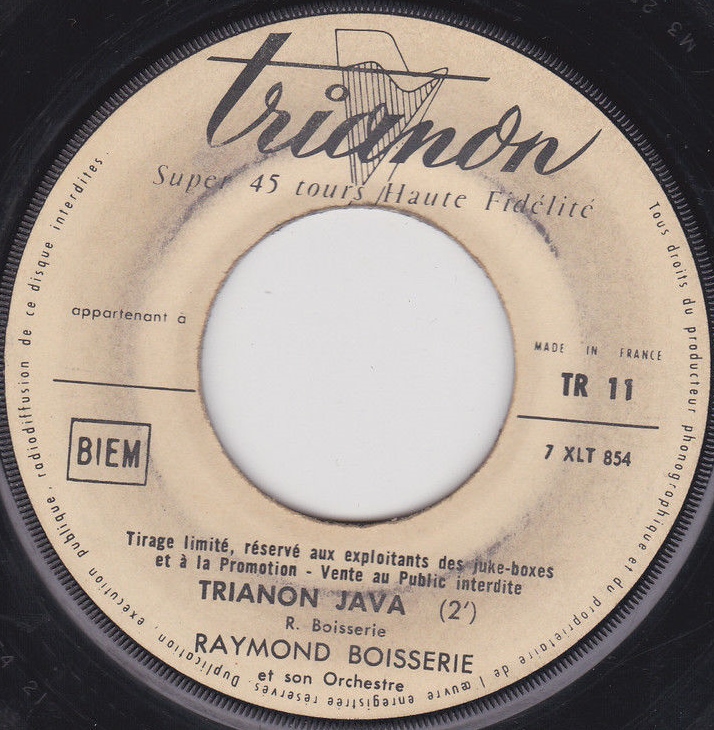 trianon
Super 45 tours Haute Fidélité
appartenant à
BIEM
MADE IN FRANCE
TR 11
7 XLT 854
Tirage limité, réservé aux exploitants des juke-boxes
et à la Promotion - Vente au Public interdite
TRIANON JAVA (2')
R. Boisserie
RAYMOND BOISSERIE
et son Orchestre
Tous droits du producteur phonographique et du propriétaire de l'œuvre enregistrée réservés. Duplication, exécution publique, radiodiffusion de ce disque interdites.